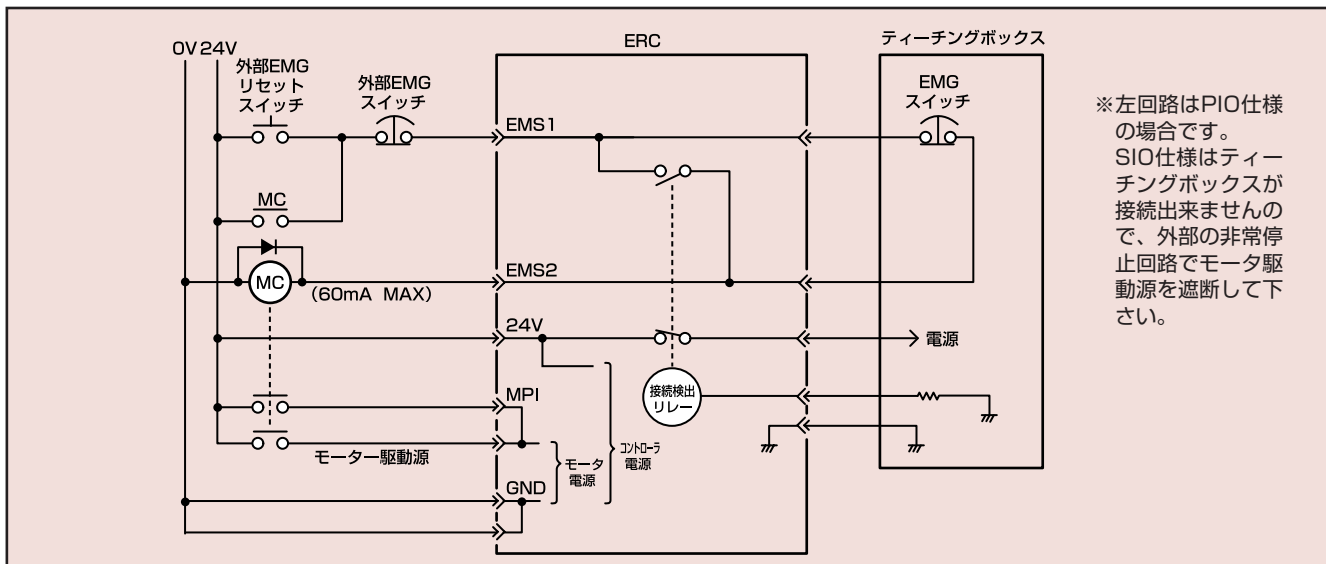 0V 24V
外部EMG
リセット
スイッチ
外部EMG
スイッチ
ERC
ティーチングボックス
EMG
スイッチ
EMS1
MC
MC
(60mA MAX)
EMS2
24V
電源
MPI
接続検出
リレー
モーター駆動源
モータ
電源
コントローラ
電源
GND
※左回路はPIO仕様
の場合です。
SIO仕様はティー
チングボックスが
接続出来ませんの
で、外部の非常停
止回路でモータ駆
動源を遮断して下
さい。